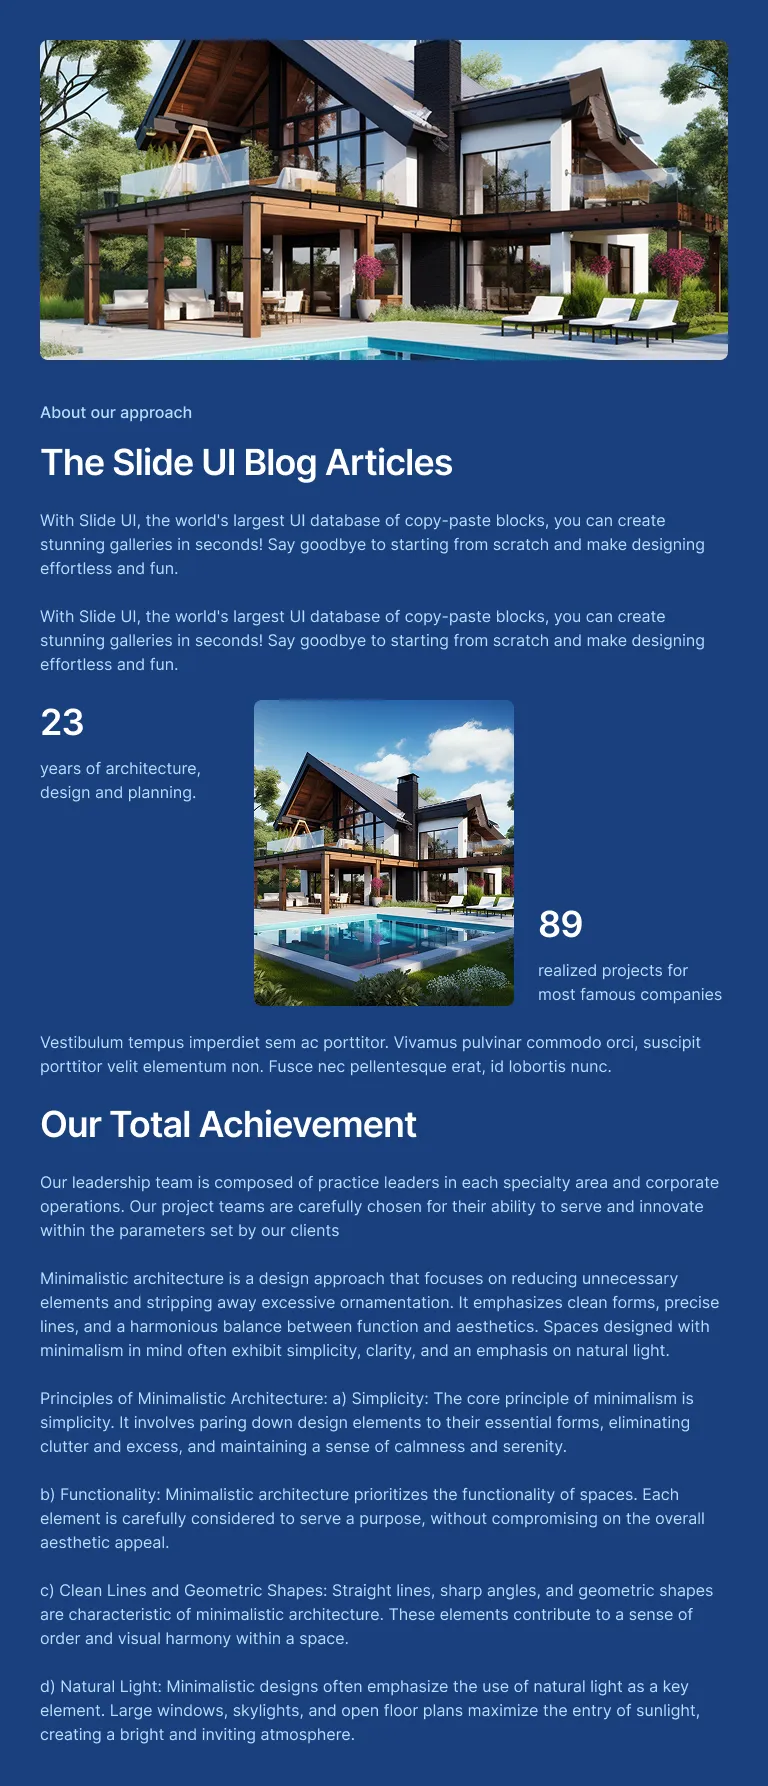 About our approach
The Slide UI Blog Articles
With Slide UI, the world's largest UI database of copy-paste blocks, you can create
stunning galleries in seconds! Say goodbye to starting from scratch and make designing
effortless and fun.
With Slide UI, the world's largest UI database of copy-paste blocks, you can create
stunning galleries in seconds! Say goodbye to starting from scratch and make designing
effortless and fun.
23
years of architecture,
design and planning.
89
realized projects for
most famous companies
Vestibulum tempus imperdiet sem ac porttitor. Vivamus pulvinar commodo orci, suscipit
porttitor velit elementum non. Fusce nec pellentesque erat, id lobortis nunc.
Our Total Achievement
Our leadership team is composed of practice leaders in each specialty area and corporate
operations. Our project teams are carefully chosen for their ability to serve and innovate
within the parameters set by our clients
Minimalistic architecture is a design approach that focuses on reducing unnecessary
elements and stripping away excessive ornamentation. It emphasizes clean forms, precise
lines, and a harmonious balance between function and aesthetics. Spaces designed with
minimalism in mind often exhibit simplicity, clarity, and an emphasis on natural light.
Principles of Minimalistic Architecture: a) Simplicity: The core principle of minimalism is
simplicity. It involves paring down design elements to their essential forms, eliminating
clutter and excess, and maintaining a sense of calmness and serenity.
b) Functionality: Minimalistic architecture prioritizes the functionality of spaces. Each
element is carefully considered to serve a purpose, without compromising on the overall
aesthetic appeal.
c) Clean Lines and Geometric Shapes: Straight lines, sharp angles, and geometric shapes
are characteristic of minimalistic architecture. These elements contribute to a sense of
order and visual harmony within a space.
d) Natural Light: Minimalistic designs often emphasize the use of natural light as a key
element. Large windows, skylights, and open floor plans maximize the entry of sunlight,
creating a bright and inviting atmosphere.